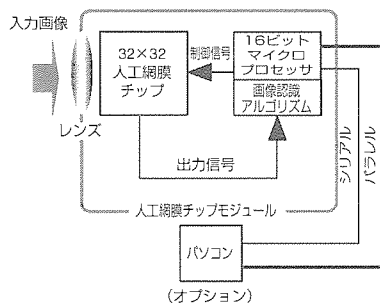 入力画像
レンズ
32×32
人工網膜
チップ
制御信号
16ビット
マイクロ
プロセッサ
画像認識
アルゴリズム
出力信号
人工網膜チップモジュール
シリアル
パラレル
パソコン
(オプション)